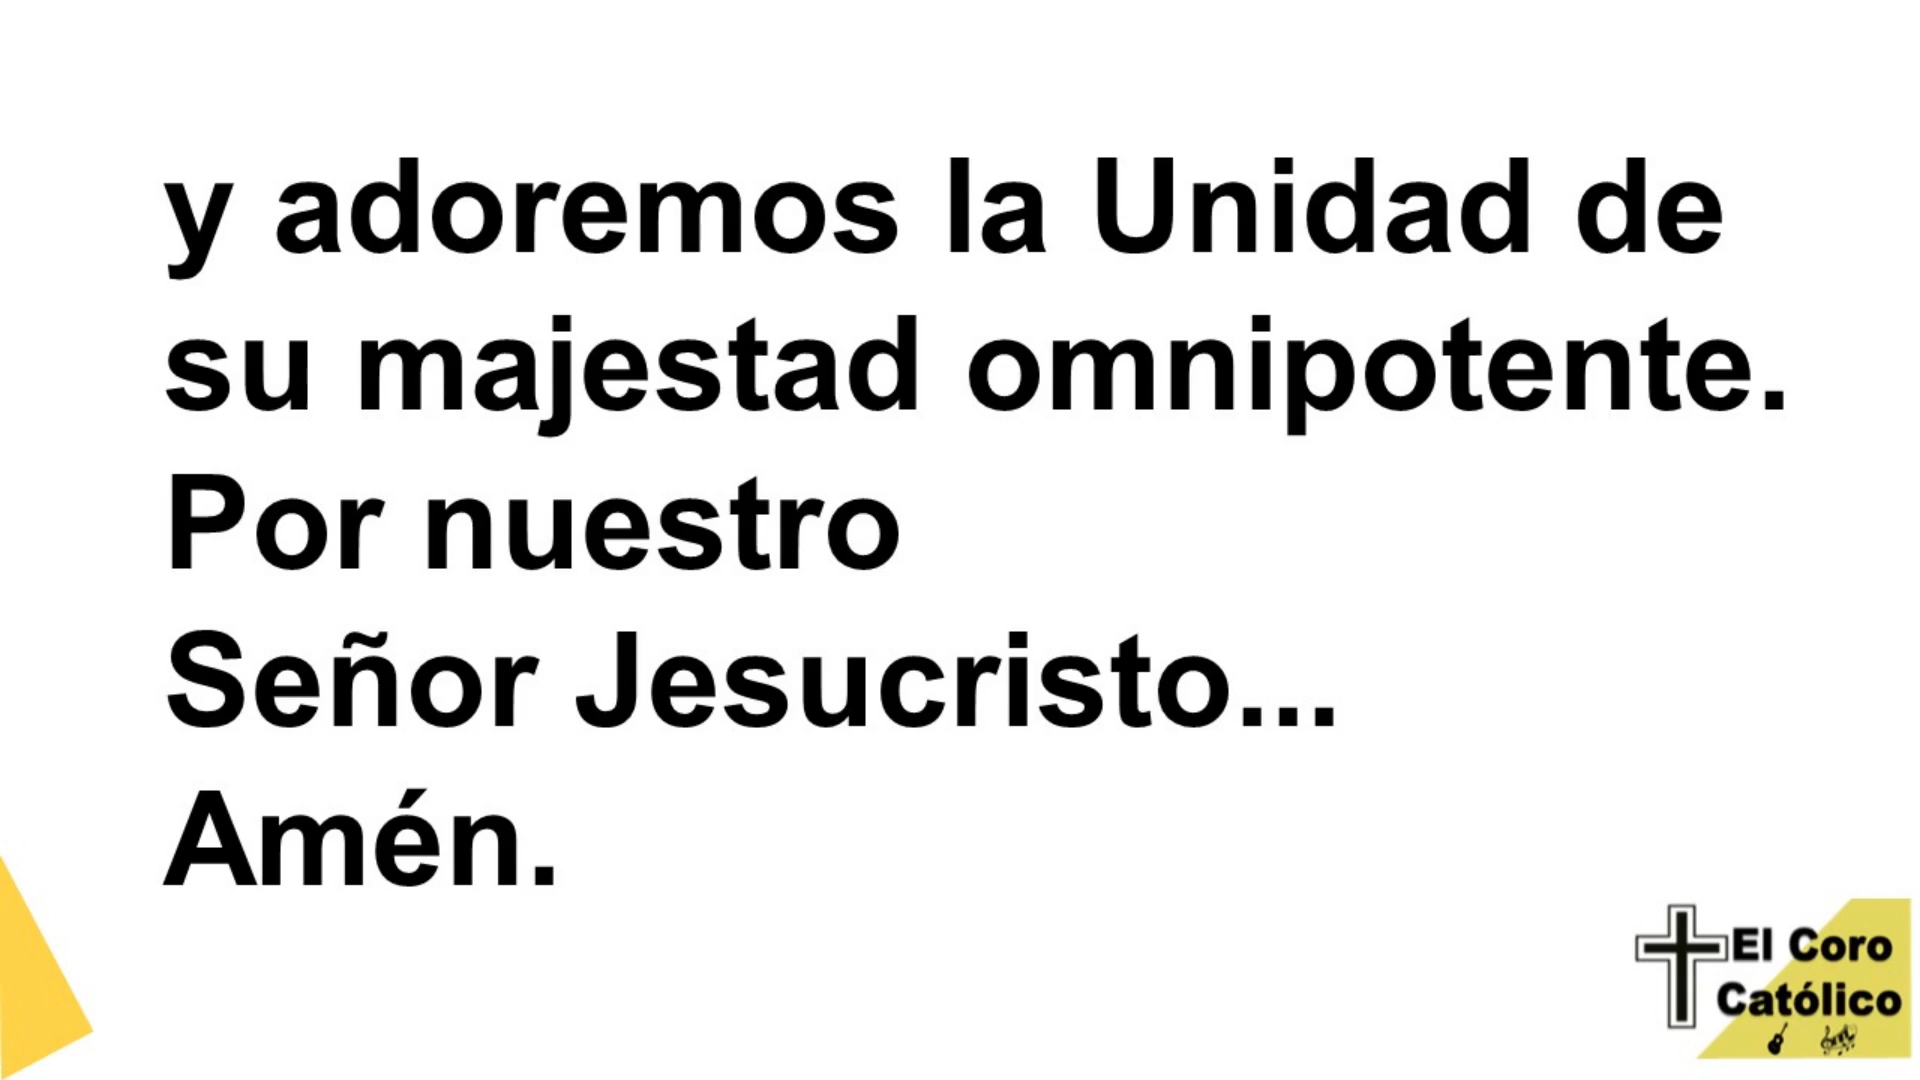 y adoremos la Unidad de
su majestad omnipotente.
Por nuestro
Señor Jesucristo...
Amén.
El Coro
Católico